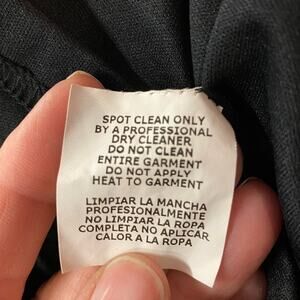 SPOT CLEAN ONLY
BY A PROFESSIONAL
DRY CLEANER
DO NOT CLEAN
ENTIRE GARMENT
DO NOT APPLY
HEAT TO GARMENT
LIMPIAR LA MANCHA
PROFESIONALMENTE
NO LIMPIAR LA ROPA
COMPLETA NO APLICAR
CALOR A LA ROPA